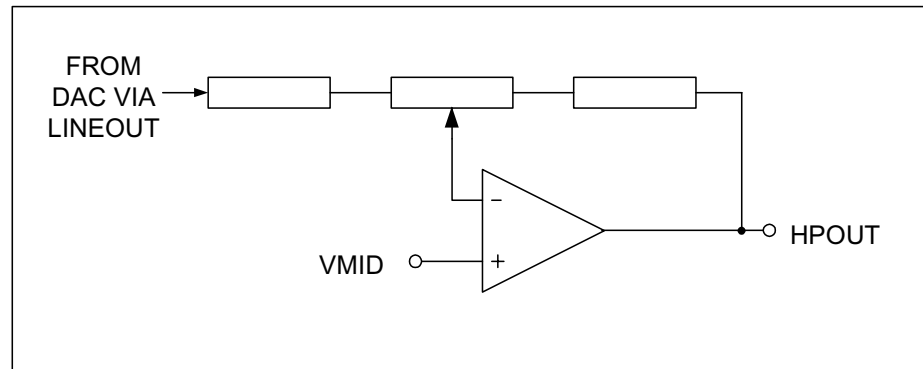 FROM
DAC VIA
LINEOUT
−
VMID
+
HPOUT